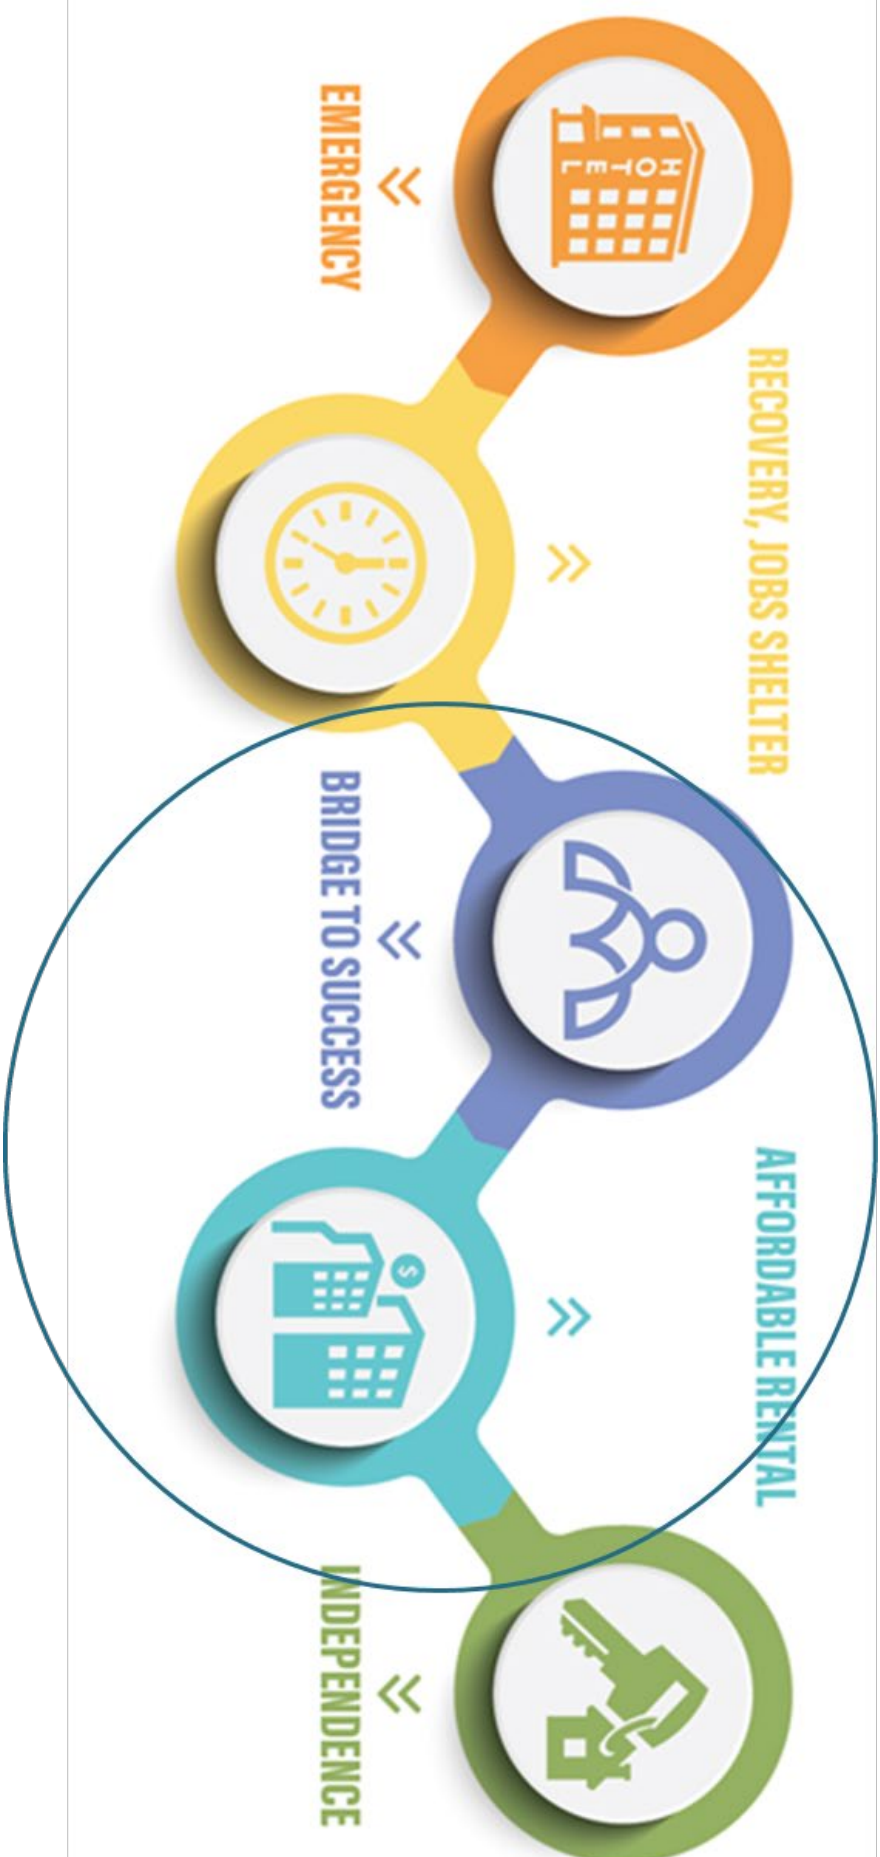 HOTEL
EMERGENCY
RECOVERY, JOBS SHELTER
BRIDGE TO SUCCESS
$
AFFORDABLE RENTAL
INDEPENDENCE